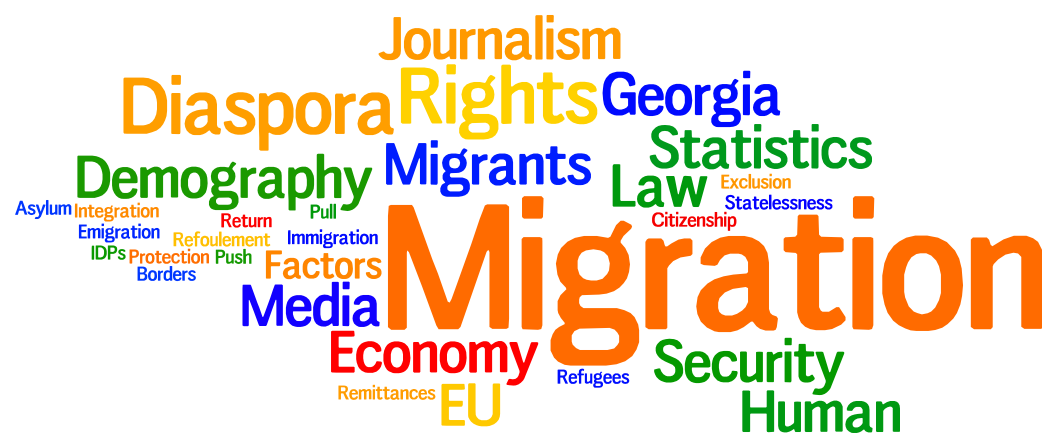 Journalism
Diaspora
Rights
Georgia
Statistics
Demography
Migrants
Law
Exclusion
Statelessness
Asylum
Integration
Return
Pull
Citizenship
Emigration
Refoulement
Immigration
Migration
IDPs
Protection
Push
Factors
Borders
Media
Economy
Security
Refugees
Remittances
EU
Human